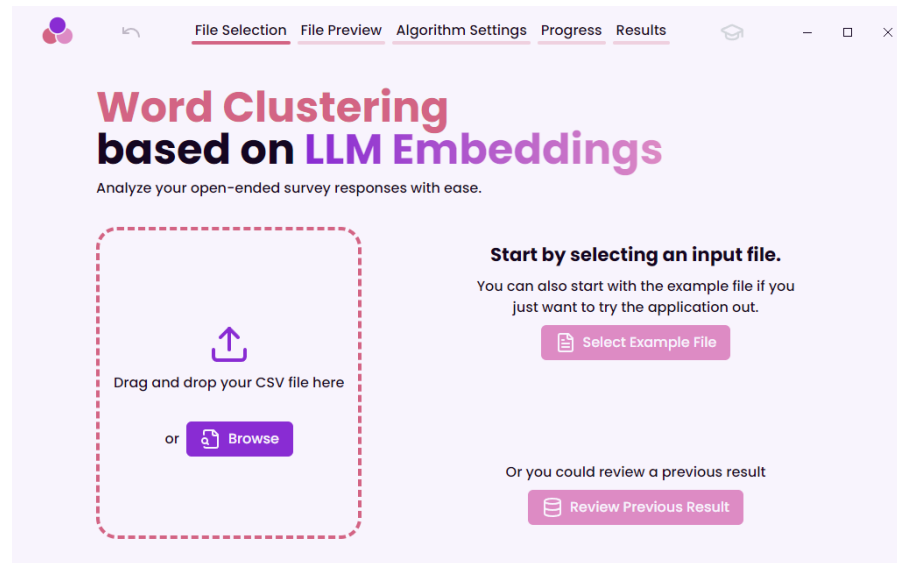 File Selection File Preview Algorithm Settings Progress Results
Word Clustering
based on LLM Embeddings
Analyze your open-ended survey responses with ease.
Drag and drop your CSV file here
or Browse
Start by selecting an input file.
You can also start with the example file if you
just want to try the application out.
Select Example File
Or you could review a previous result
Review Previous Result